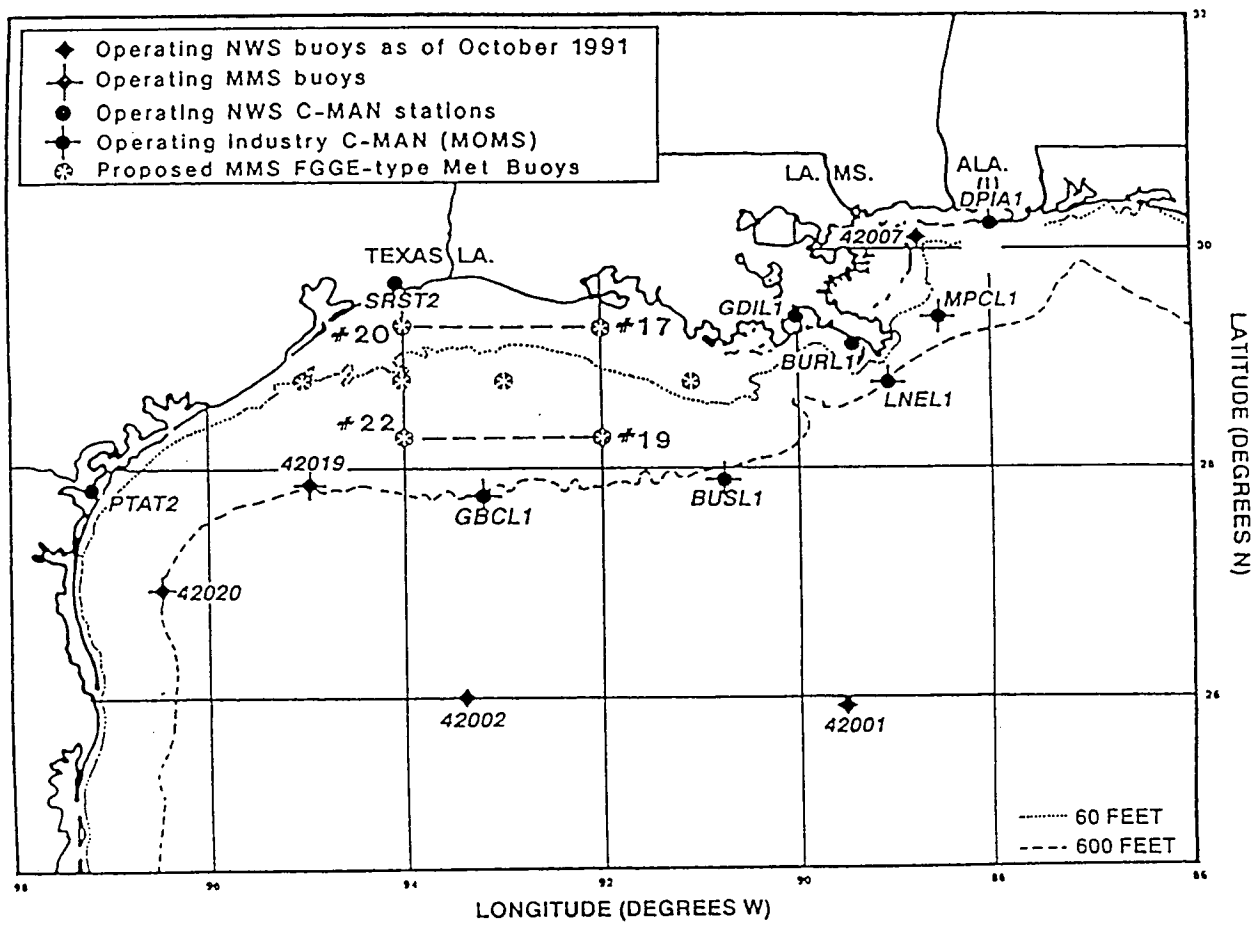 Operating NWS buoys as of October 1991
Operating MMS buoys
Operating NWS C-MAN stations
Operating industry C-MAN (MOMS)
Proposed MMS FGGE-type Met Buoys
32
LA. MS. ALA.
DPIA1
42007
30
TEXAS LA.
SRST2
GDIL1
MPCL1
#20
#17
BURL1
LNEL1
#22
#19
42019
28
PTAT2
GBCL1
BUSL1
42020
26
42002
42001
60 FEET
600 FEET
98 96 94 92 90 88 86
LONGITUDE (DEGREES W)
LATITUDE (DEGREES N)